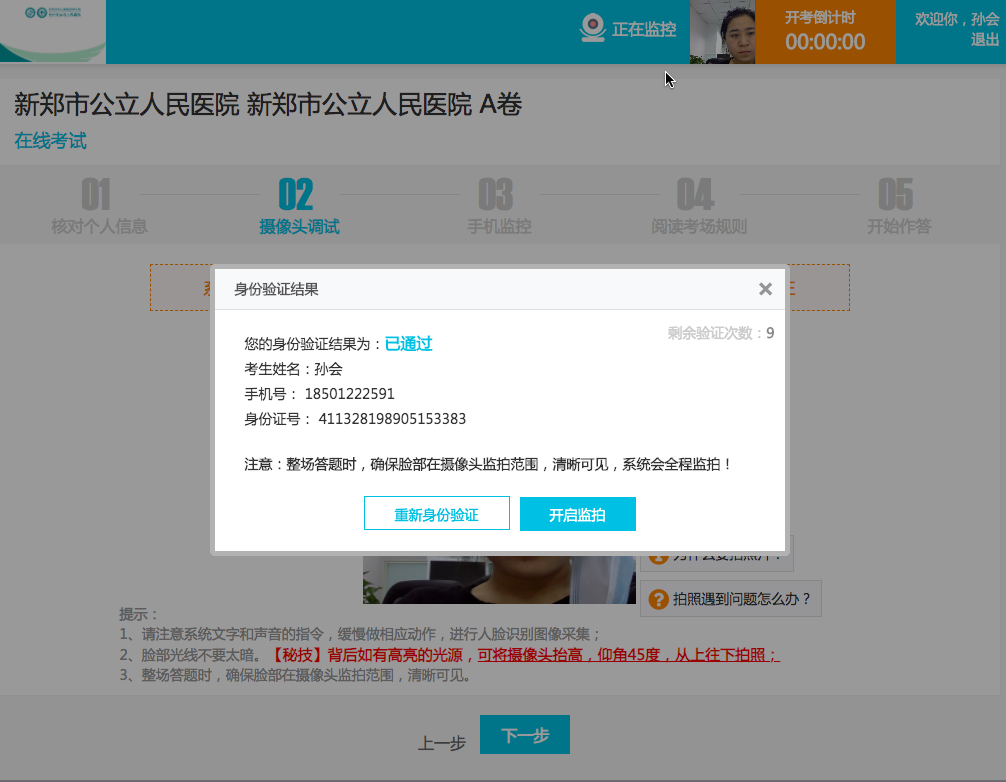 正在监控
开考倒计时
00:00:00
欢迎你，孙会
退出
新郑市公立人民医院 新郑市公立人民医院 A卷
在线考试
01
核对个人信息
02
摄像头调试
03
手机监控
04
阅读考场规则
05
开始作答
身份验证结果
剩余验证次数：9
您的身份验证结果为：已通过
考生姓名：孙会
手机号： 18501222591
身份证号： 411328198905153383
注意：整场答题时，确保脸部在摄像头监拍范围，清晰可见，系统会全程监拍！
重新身份验证
开启监拍
为什么要拍照片？
拍照遇到问题怎么办？
提示：
1、请注意系统文字和声音的指令，缓慢做相应动作，进行人脸识别图像采集；
2、脸部光线不要太暗。【秘技】背后如有高亮的光源，可将摄像头抬高，仰角45度，从上往下拍照；
3、整场答题时，确保脸部在摄像头监拍范围，清晰可见。
上一步
下一步